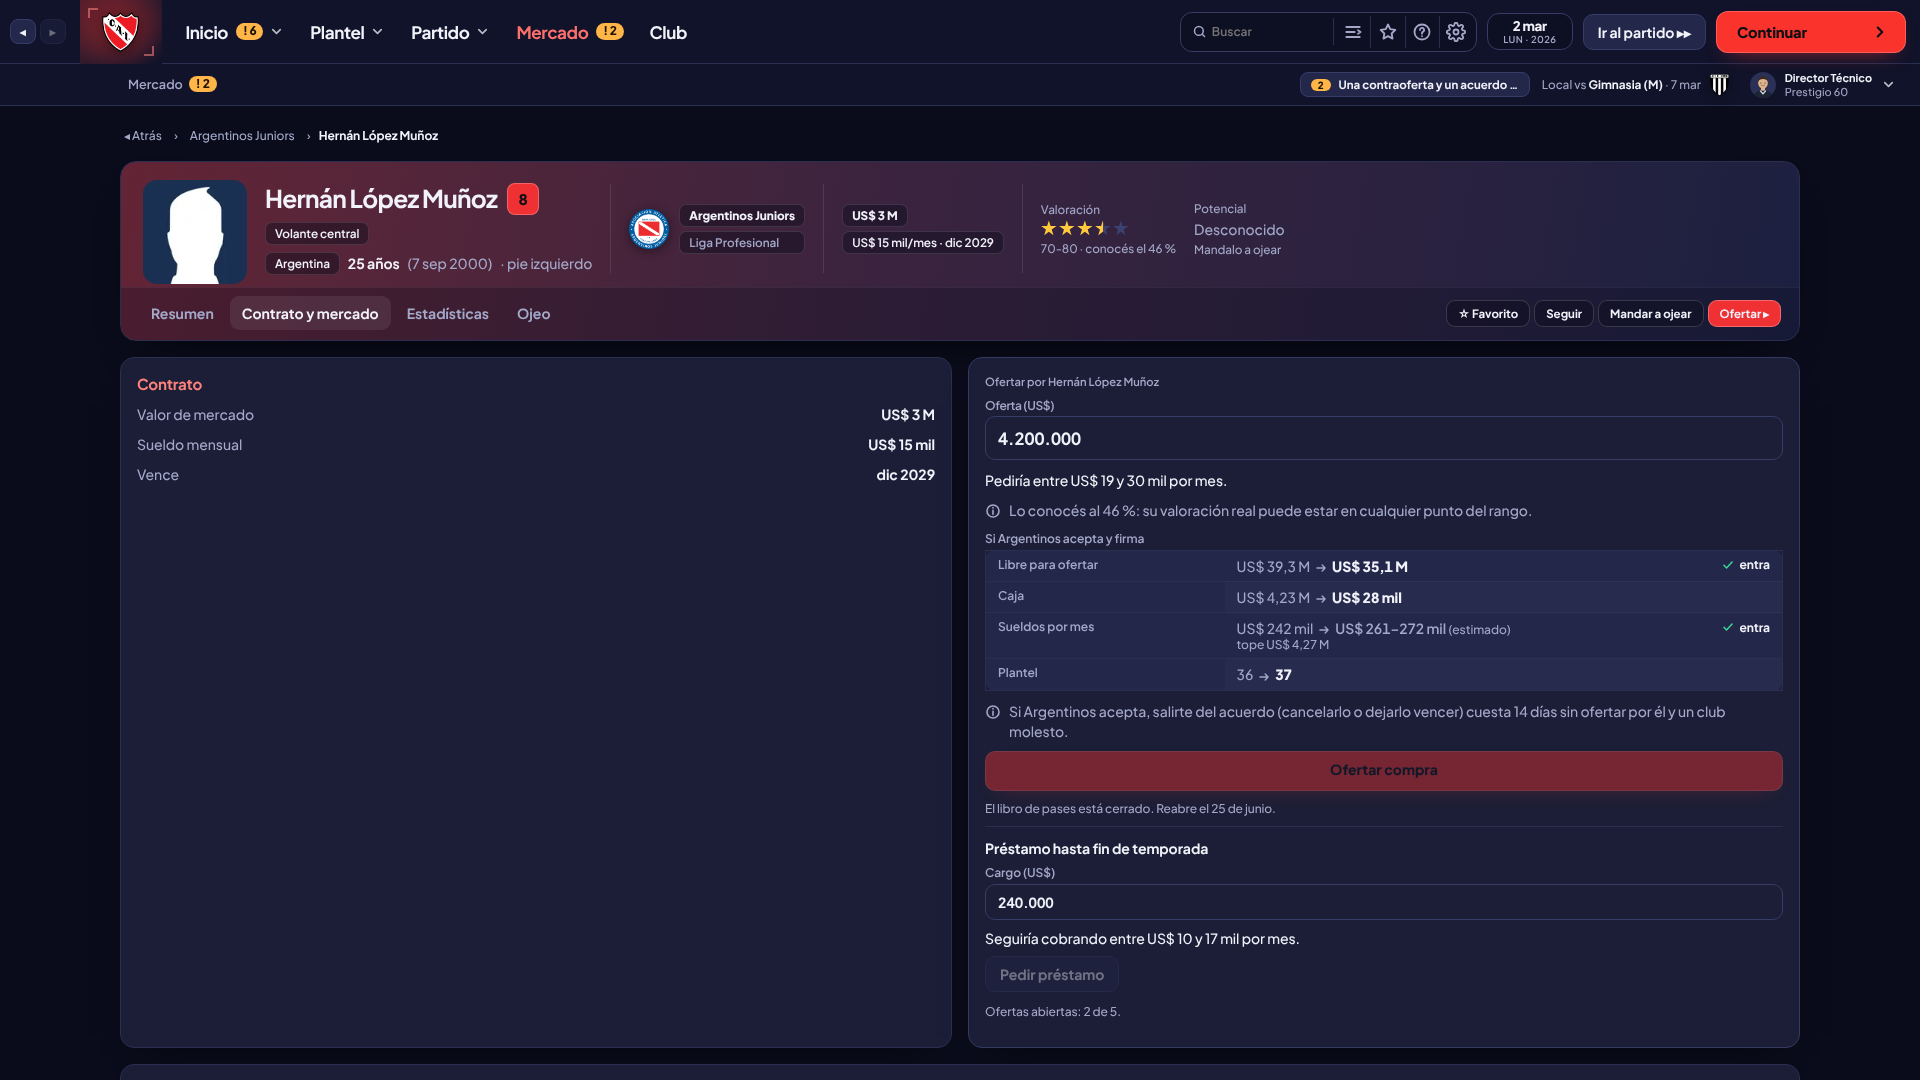 Inicio
! 6
Plantel
Partido
Mercado
! 2
Club
Buscar
2 mar
LUN · 2026
Ir al partido ▸▸
Continuar
Mercado
! 2
2
Una contraoferta y un acuerdo ...
Local vs Gimnasia (M) · 7 mar
Director Técnico
Prestigio 60
◂ Atrás › Argentinos Juniors › Hernán López Muñoz
Hernán López Muñoz
8
Volante central
Argentina
25 años (7 sep 2000) · pie izquierdo
Argentinos Juniors
Liga Profesional
US$ 3 M
US$ 15 mil/mes · dic 2029
Valoración
70-80 · conocés el 46 %
Potencial
Desconocido
Mandalo a ojear
Resumen
Contrato y mercado
Estadísticas
Ojeo
☆ Favorito
Seguir
Mandar a ojear
Ofertar ▸
Contrato
Valor de mercado
US$ 3 M
Sueldo mensual
US$ 15 mil
Vence
dic 2029
Ofertar por Hernán López Muñoz
Oferta (US$)
4.200.000
Pediría entre US$ 19 y 30 mil por mes.
Lo conocés al 46 %: su valoración real puede estar en cualquier punto del rango.
Si Argentinos acepta y firma
Libre para ofertar
US$ 39,3 M → US$ 35,1 M
✓ entra
Caja
US$ 4,23 M → US$ 28 mil
Sueldos por mes
US$ 242 mil → US$ 261–272 mil (estimado)
✓ entra
tope US$ 4,27 M
Plantel
36 → 37
Si Argentinos acepta, salirte del acuerdo (cancelarlo o dejarlo vencer) cuesta 14 días sin ofertar por él y un club
molesto.
Ofertar compra
El libro de pases está cerrado. Reabre el 25 de junio.
Préstamo hasta fin de temporada
Cargo (US$)
240.000
Seguiría cobrando entre US$ 10 y 17 mil por mes.
Pedir préstamo
Ofertas abiertas: 2 de 5.